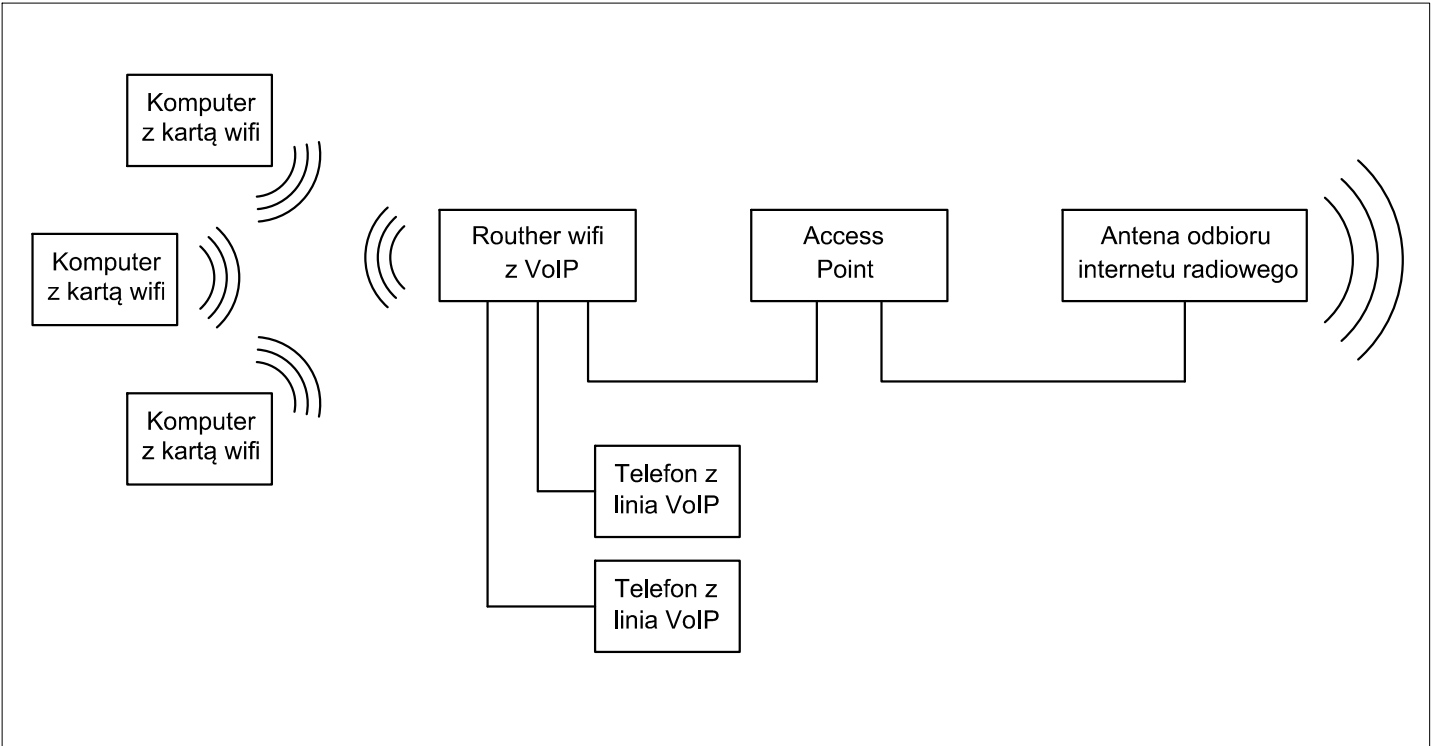 Komputer
z kartą wifi
Komputer
z kartą wifi
Komputer
z kartą wifi
Routher wifi
z VoIP
Access
Point
Antena odbioru
internetu radiowego
Telefon z
linia VoIP
Telefon z
linia VoIP